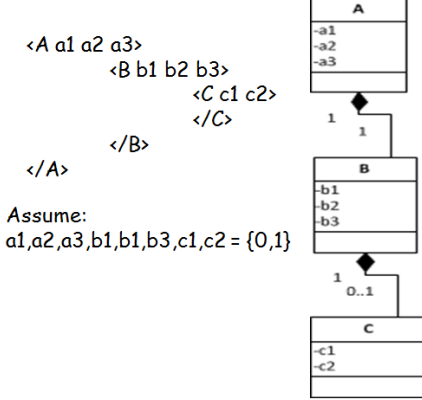 <A a1 a2 a3>
<B b1 b2 b3>
<C c1 c2>
</C>
</B>
</A>
Assume:
a1,a2,a3,b1,b1,b3,c1,c2 = {0,1}
A
-a1
-a2
-a3
1
1
B
-b1
-b2
-b3
1
0..1
C
-c1
-c2